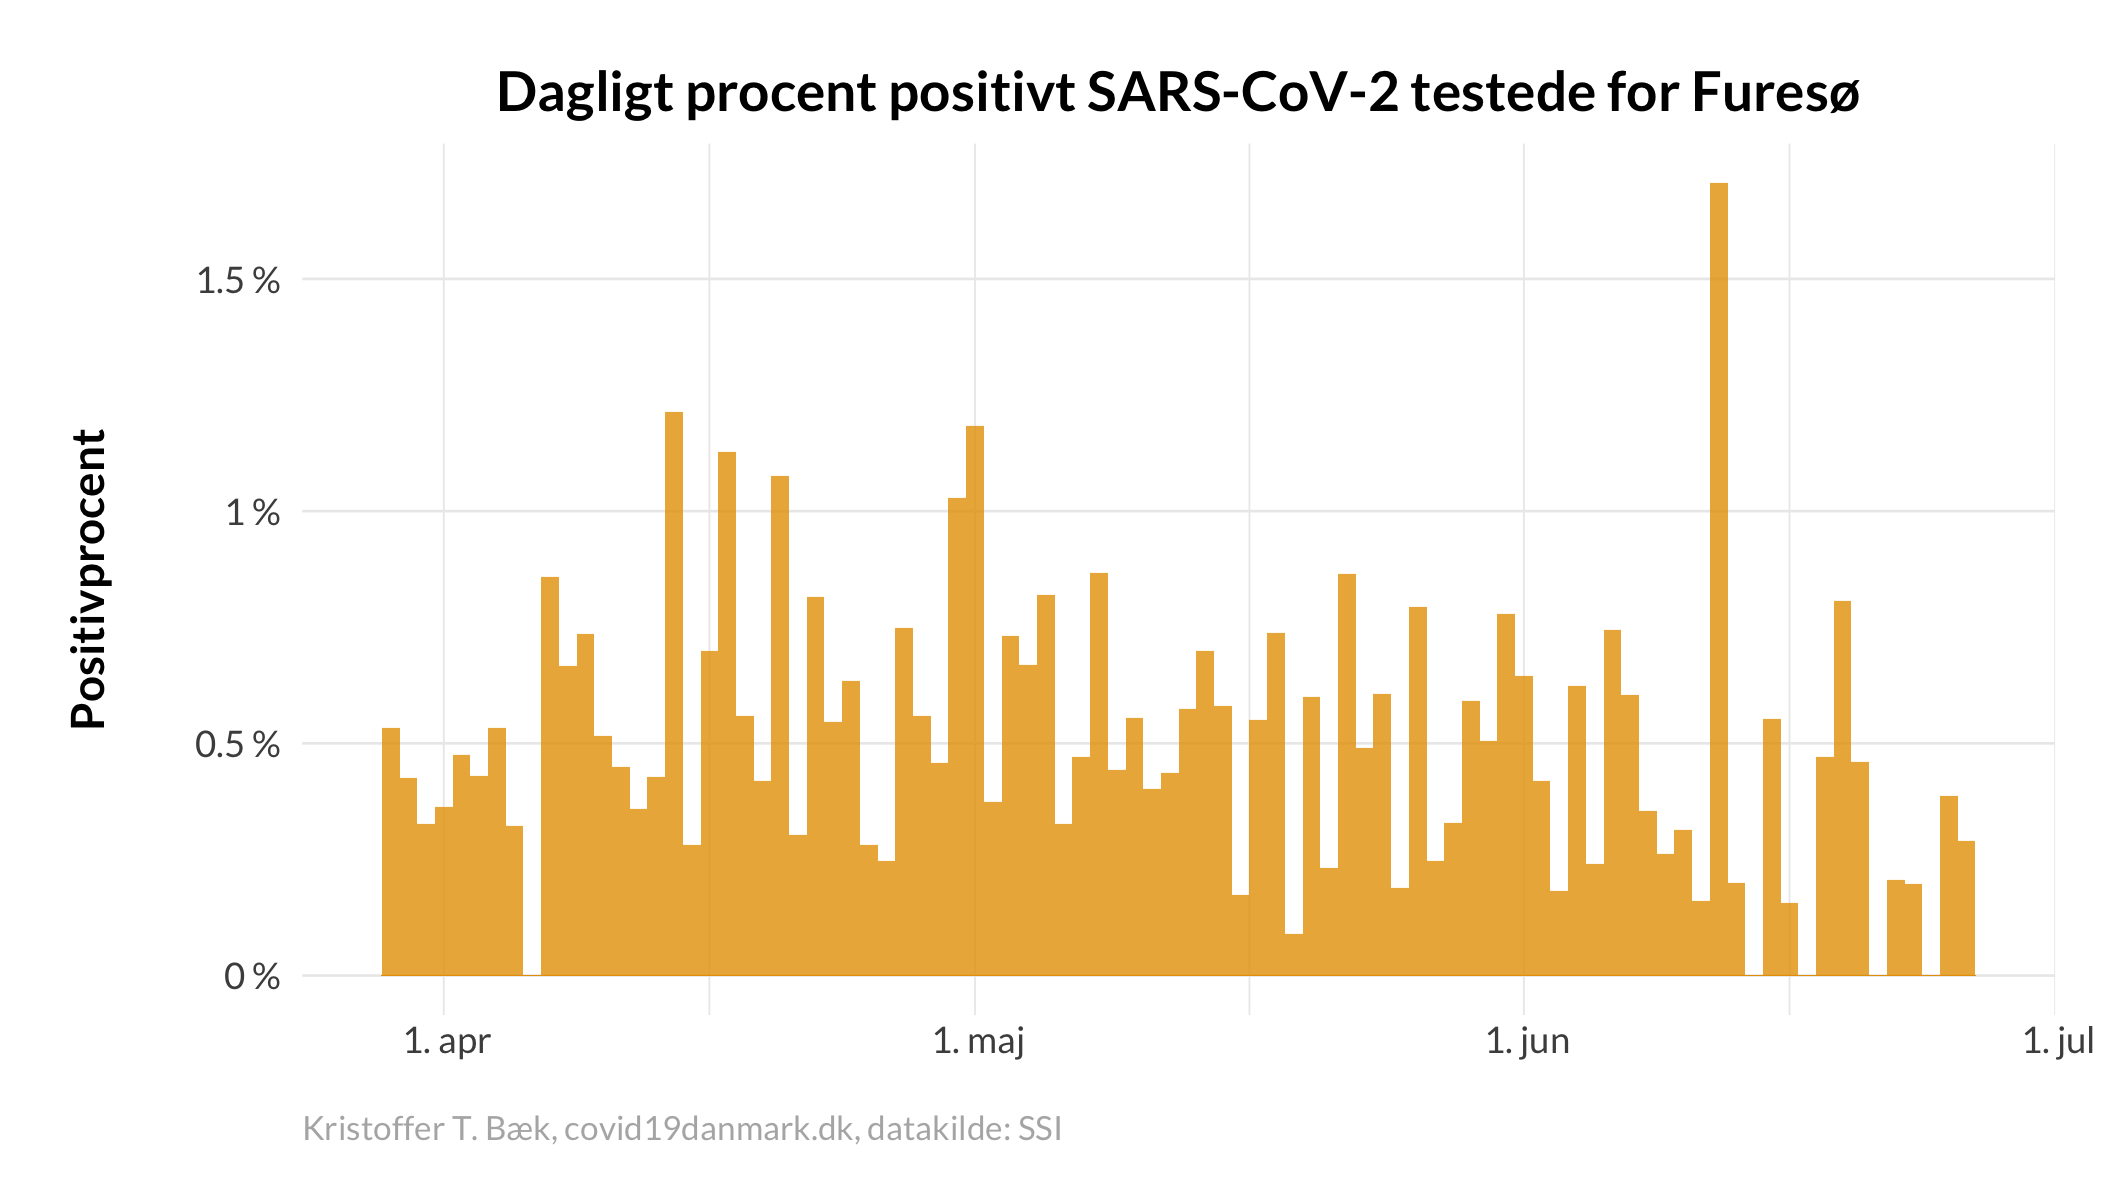 Dagligt procent positivt SARS-CoV-2 testede for Furesø
Positivprocent
1.5 %
1 %
0.5 %
0 %
1. apr
1. maj
1. jun
1. jul
Kristoffer T. Bæk, covid19danmark.dk, datakilde: SSI